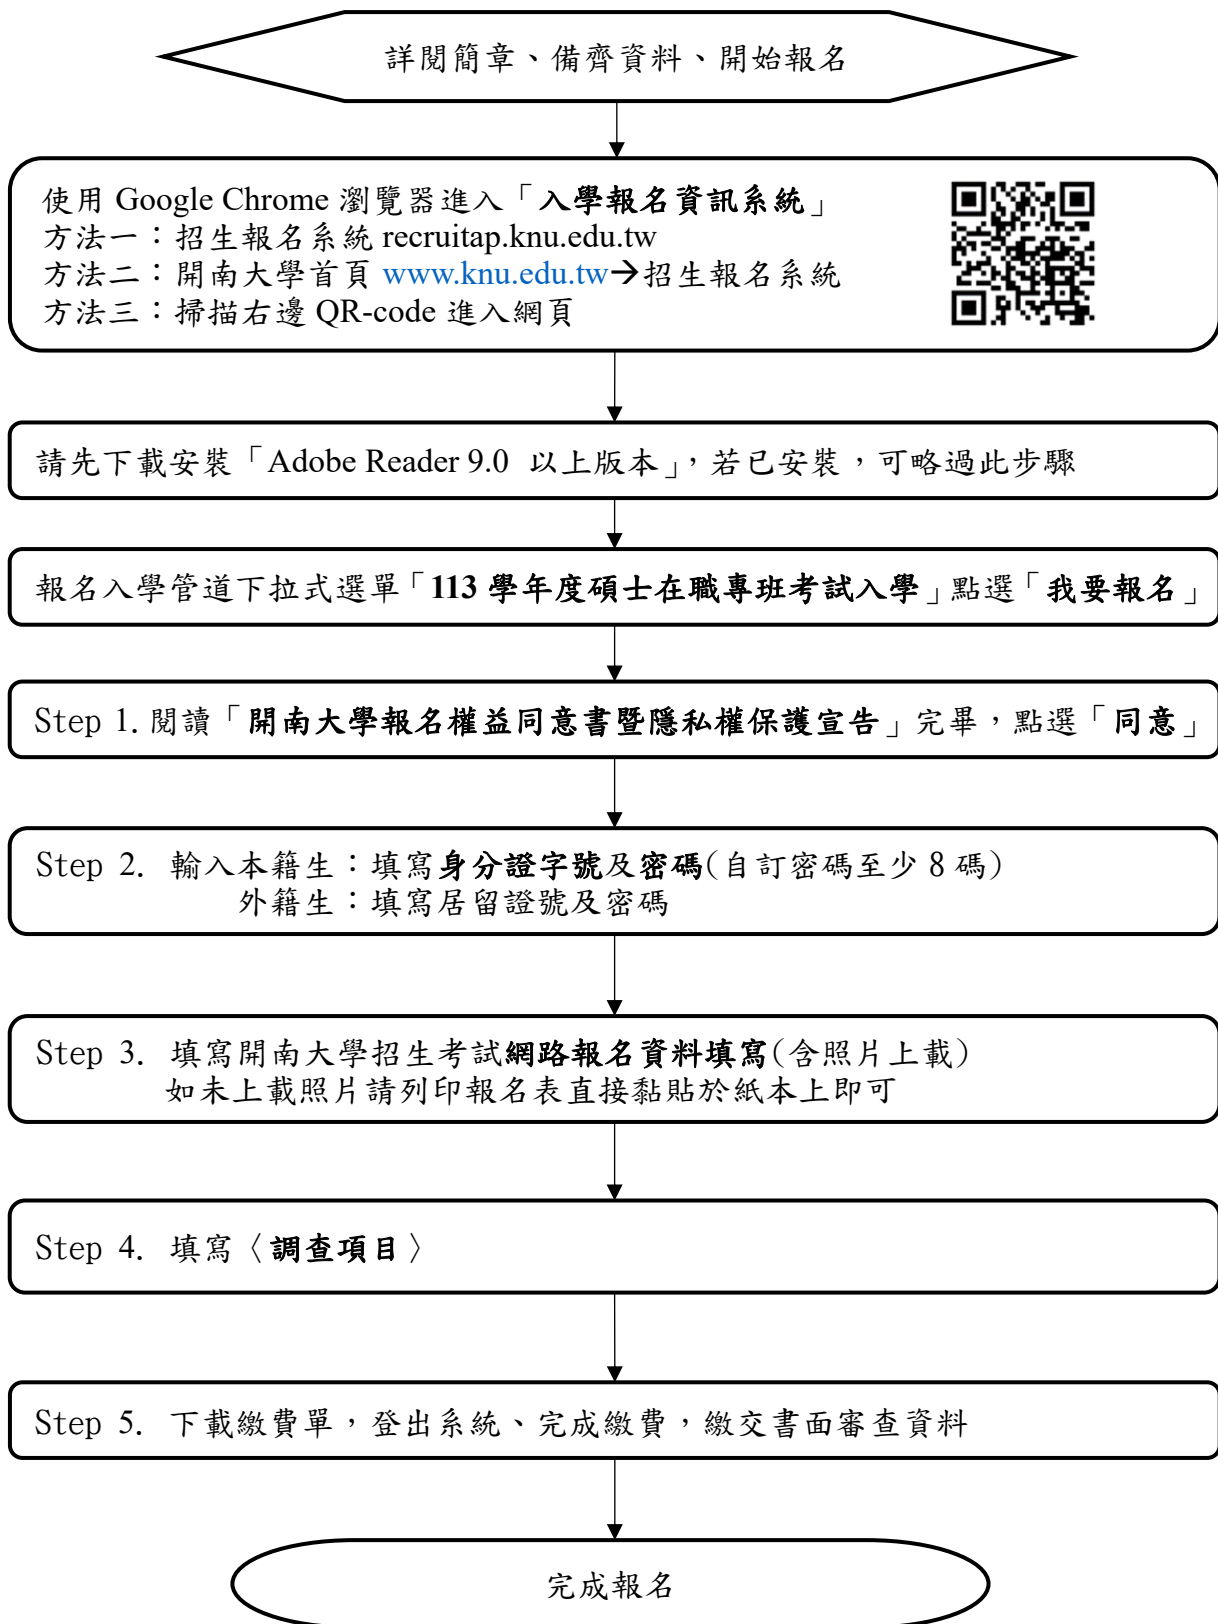 詳閱簡章、備齊資料、開始報名
使用 Google Chrome 瀏覽器進入「入學報名資訊系統」
方法一：招生報名系統 recruitap.knu.edu.tw
方法二：開南大學首頁 www.knu.edu.tw→招生報名系統
方法三：掃描右邊 QR-code 進入網頁
請先下載安裝「Adobe Reader 9.0 以上版本」，若已安裝，可略過此步驟
報名入學管道下拉式選單「113 學年度碩士在職專班考試入學」點選「我要報名」
Step 1. 閱讀「開南大學報名權益同意書暨隱私權保護宣告」完畢，點選「同意」
Step 2. 輸入本籍生：填寫身分證字號及密碼(自訂密碼至少 8 碼)
外籍生：填寫居留證號及密碼
Step 3. 填寫開南大學招生考試網路報名資料填寫(含照片上載)
如未上載照片請列印報名表直接黏貼於紙本上即可
Step 4. 填寫〈調查項目〉
Step 5. 下載繳費單，登出系統、完成繳費，繳交書面審查資料
完成報名